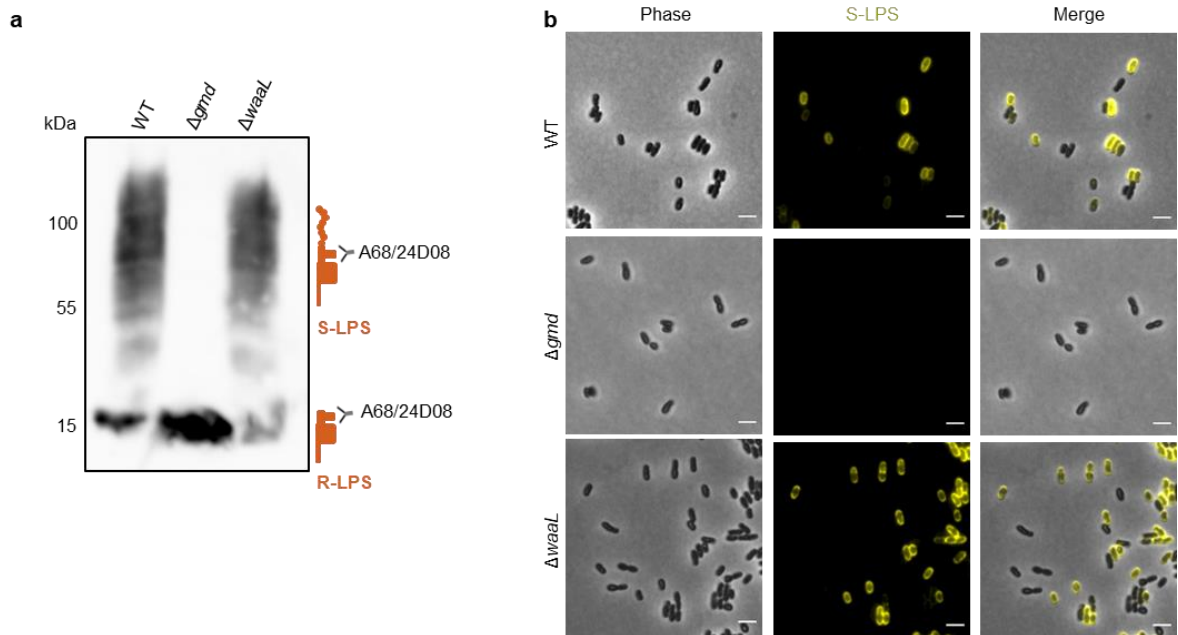 a
kDa
WT
Δgmd
ΔwaaL
100
55
15
A68/24D08
S-LPS
A68/24D08
R-LPS
b
Phase
S-LPS
Merge
WT
Δgmd
ΔwaaL